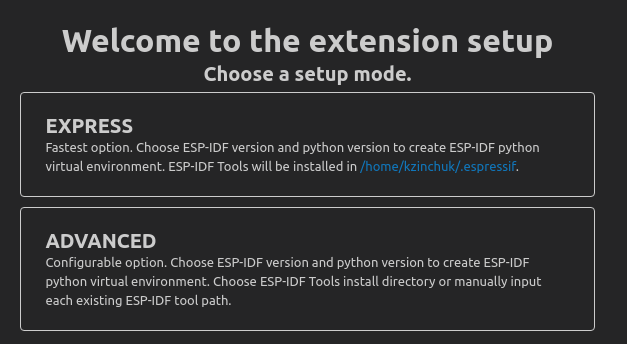 Welcome to the extension setup
Choose a setup mode.
EXPRESS
Fastest option. Choose ESP-IDF version and python version to create ESP-IDF python
virtual environment. ESP-IDF Tools will be installed in /home/kzinchuk/.espressif.
ADVANCED
Configurable option. Choose ESP-IDF version and python version to create ESP-IDF
python virtual environment. Choose ESP-IDF Tools install directory or manually input
each existing ESP-IDF tool path.